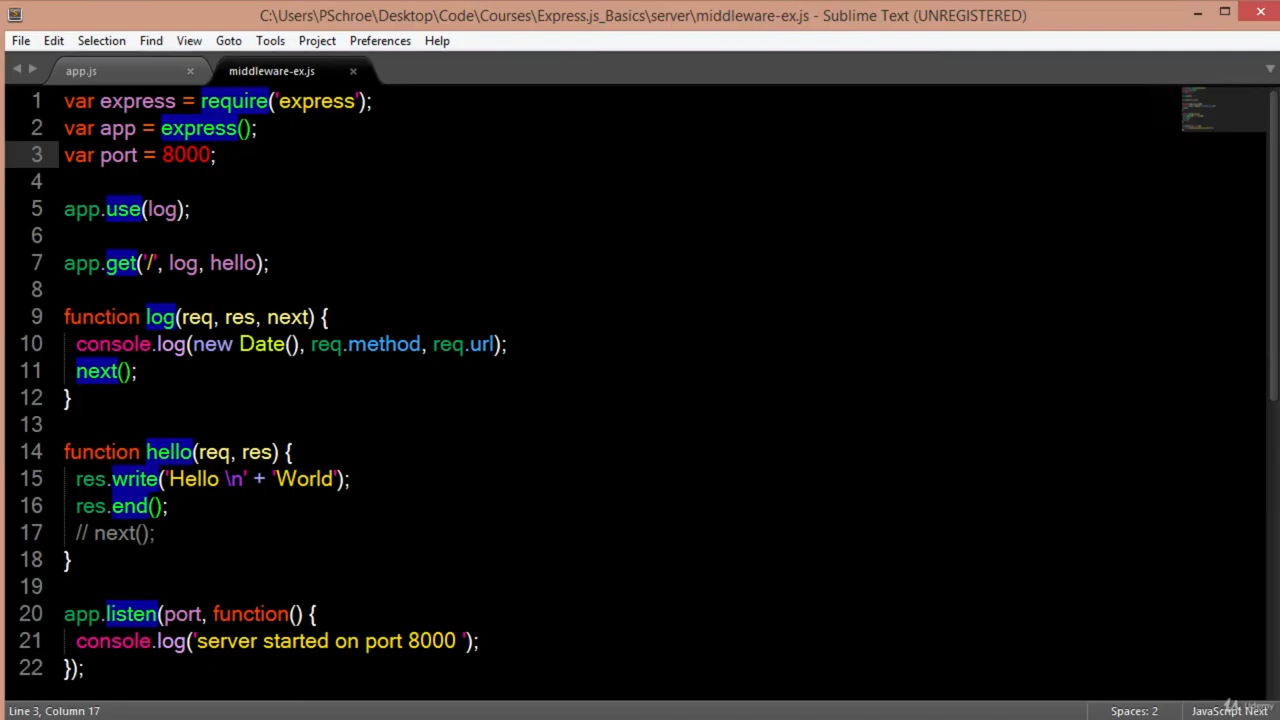 C:\Users\PSchroe\Desktop\Code\Courses\Express.js_Basics\server\middleware-ex.js - Sublime Text (UNREGISTERED)
File Edit Selection Find View Goto Tools Project Preferences Help
app.js middleware-ex.js
1 var express = require('express');
2 var app = express();
3 var port = 8000;
4
5 app.use(log);
6
7 app.get('/', log, hello);
8
9 function log(req, res, next) {
10 console.log(new Date(), req.method, req.url);
11 next();
12 }
13
14 function hello(req, res) {
15 res.write('Hello \n' + 'World');
16 res.end();
17 // next();
18 }
19
20 app.listen(port, function() {
21 console.log('server started on port 8000 ');
22 });
Line 3, Column 17 Spaces: 2 JavaScript Next
Udemy